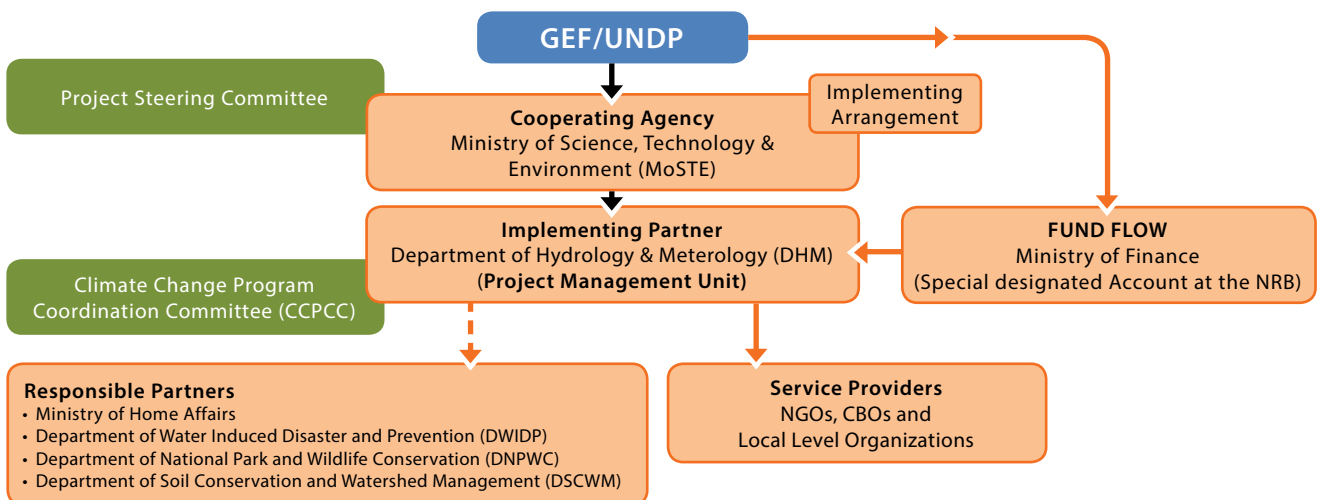 GEF/UNDP
Project Steering Committee
Implementing
Arrangement
Cooperating Agency
Ministry of Science, Technology &
Environment (MoSTE)
Implementing Partner
Department of Hydrology & Meterology (DHM)
(Project Management Unit)
FUND FLOW
Ministry of Finance
(Special designated Account at the NRB)
Climate Change Program
Coordination Committee (CCPCC)
Responsible Partners
• Ministry of Home Affairs
• Department of Water Induced Disaster and Prevention (DWIDP)
• Department of National Park and Wildlife Conservation (DNPWC)
• Department of Soil Conservation and Watershed Management (DSCWM)
Service Providers
NGOs, CBOs and
Local Level Organizations